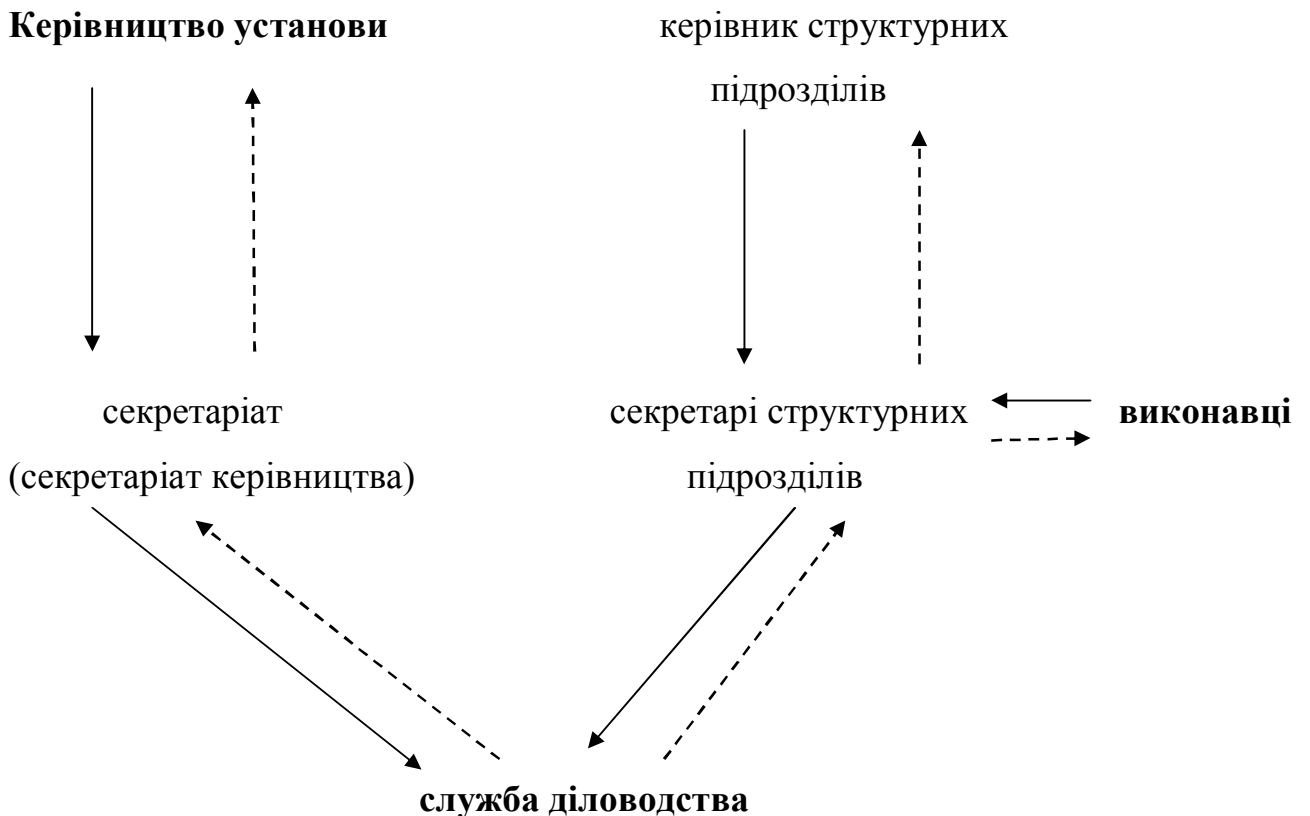 Керівництво установи
керівник структурних
підрозділів
секретаріат
(секретаріат керівництва)
секретарі структурних
підрозділів
виконавці
служба діловодства